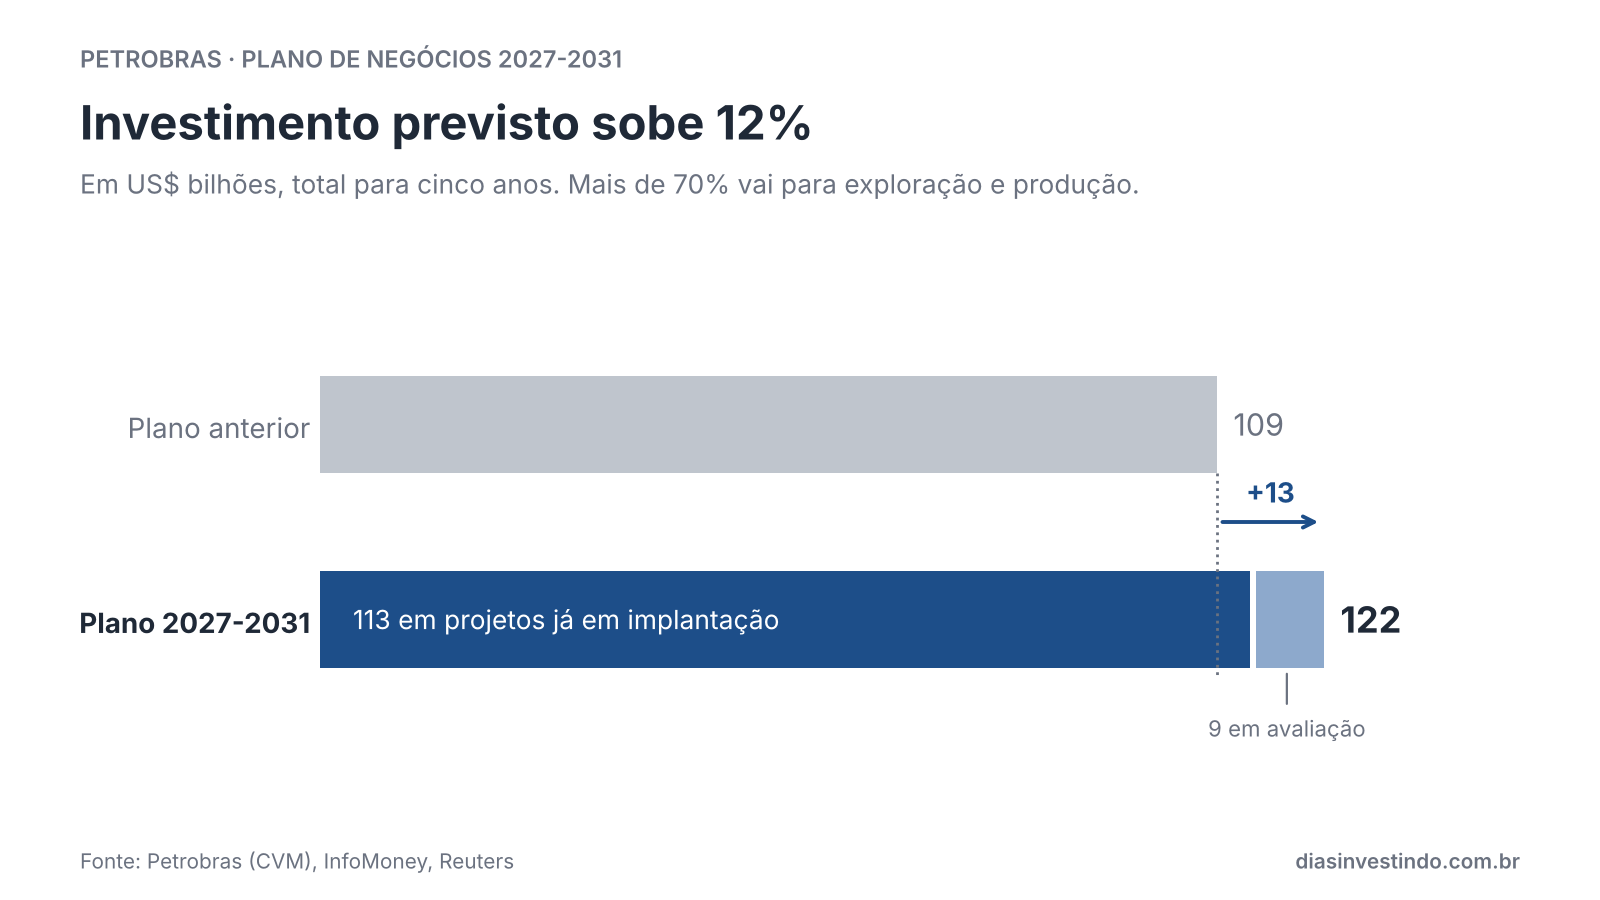 PETROBRAS · PLANO DE NEGÓCIOS 2027-2031
Investimento previsto sobe 12%
Em US$ bilhões, total para cinco anos. Mais de 70% vai para exploração e produção.
Plano anterior
109
+13
Plano 2027-2031
113 em projetos já em implantação
122
9 em avaliação
Fonte: Petrobras (CVM), InfoMoney, Reuters
diasinvestindo.com.br